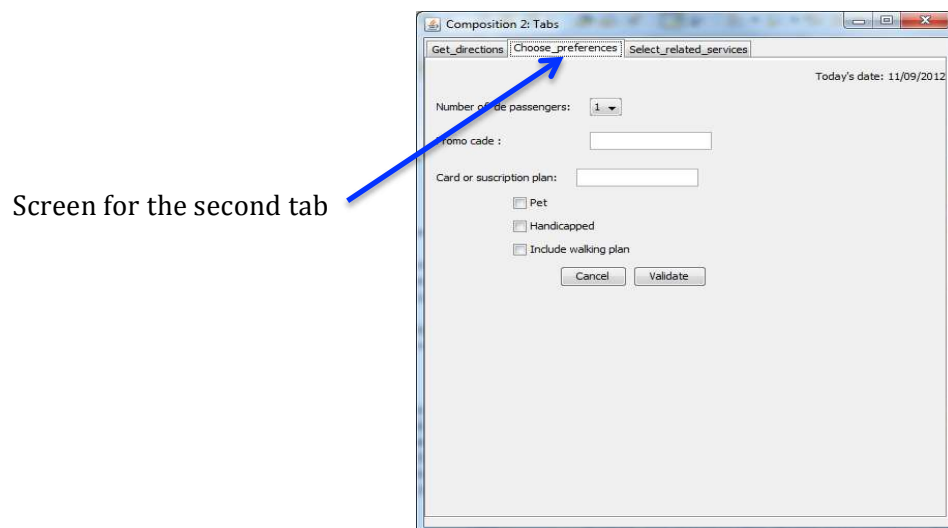 Composition 2: Tabs
Get_directions Choose_preferences Select_related_services
Today's date: 11/09/2012
Number of de passengers: 1
Promo cade :
Card or suscription plan:
Screen for the second tab
Pet
Handicapped
Include walking plan
Cancel Validate